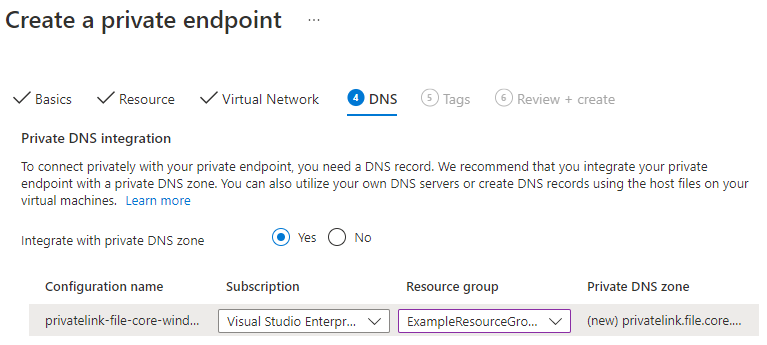 Create a private endpoint ...
Basics Resource Virtual Network 4 DNS 5 Tags 6 Review + create
Private DNS integration
To connect privately with your private endpoint, you need a DNS record. We recommend that you integrate your private
endpoint with a private DNS zone. You can also utilize your own DNS servers or create DNS records using the host files on your
virtual machines. Learn more
Integrate with private DNS zone Yes No
Configuration name Subscription Resource group Private DNS zone
privatelink-file-core-wind... Visual Studio Enterpr... ExampleResourceGro... (new) privatelink.file.core....